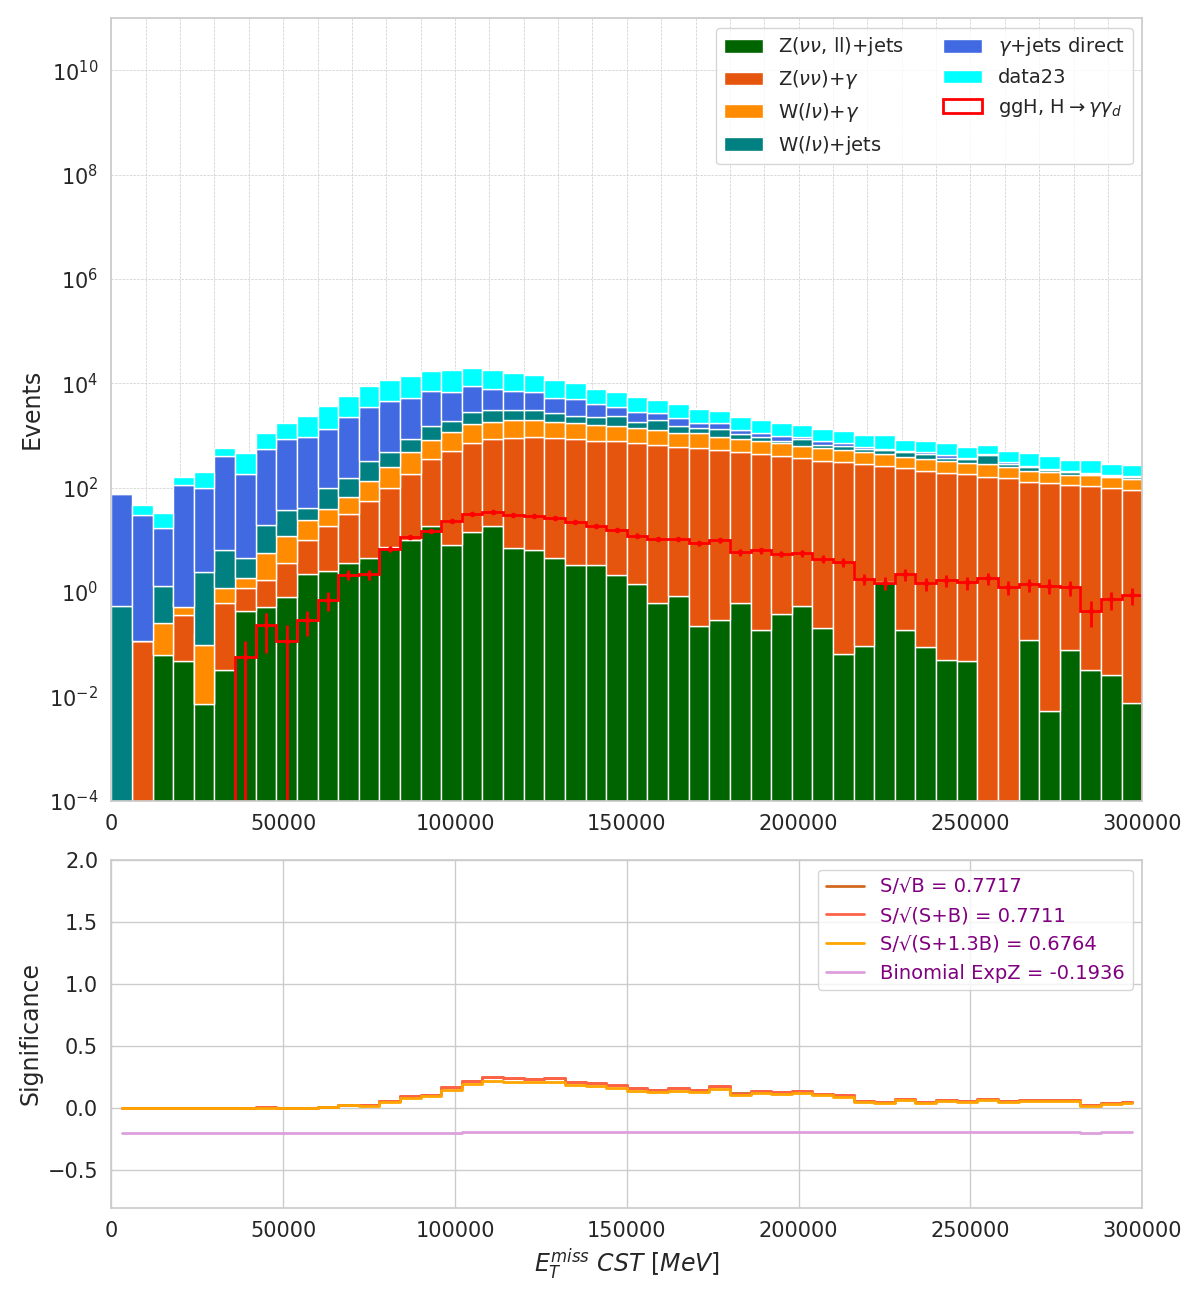 Z(νν, ll)+jets
Z(νν)+γ
W(lν)+γ
W(lν)+jets
γ+jets direct
data23
ggH, H→γγ_d
Events
10^10
10^8
10^6
10^4
10^2
10^0
10^−2
10^−4
0 50000 100000 150000 200000 250000 300000
S/√B = 0.7717
S/√(S+B) = 0.7711
S/√(S+1.3B) = 0.6764
Binomial ExpZ = -0.1936
Significance
2.0
1.5
1.0
0.5
0.0
−0.5
0 50000 100000 150000 200000 250000 300000
E_T^miss CST [MeV]